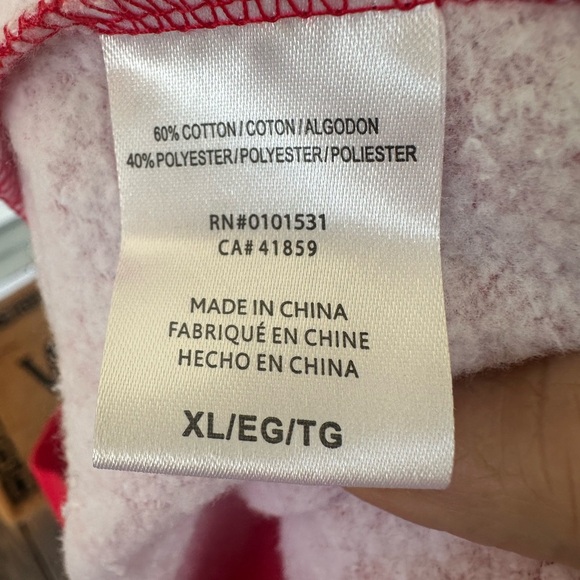 60% COTTON/COTON/ALGODON
40% POLYESTER/POLYESTER/POLIESTER
RN#0101531
CA# 41859
MADE IN CHINA
FABRIQUÉ EN CHINE
HECHO EN CHINA
XL/EG/TG